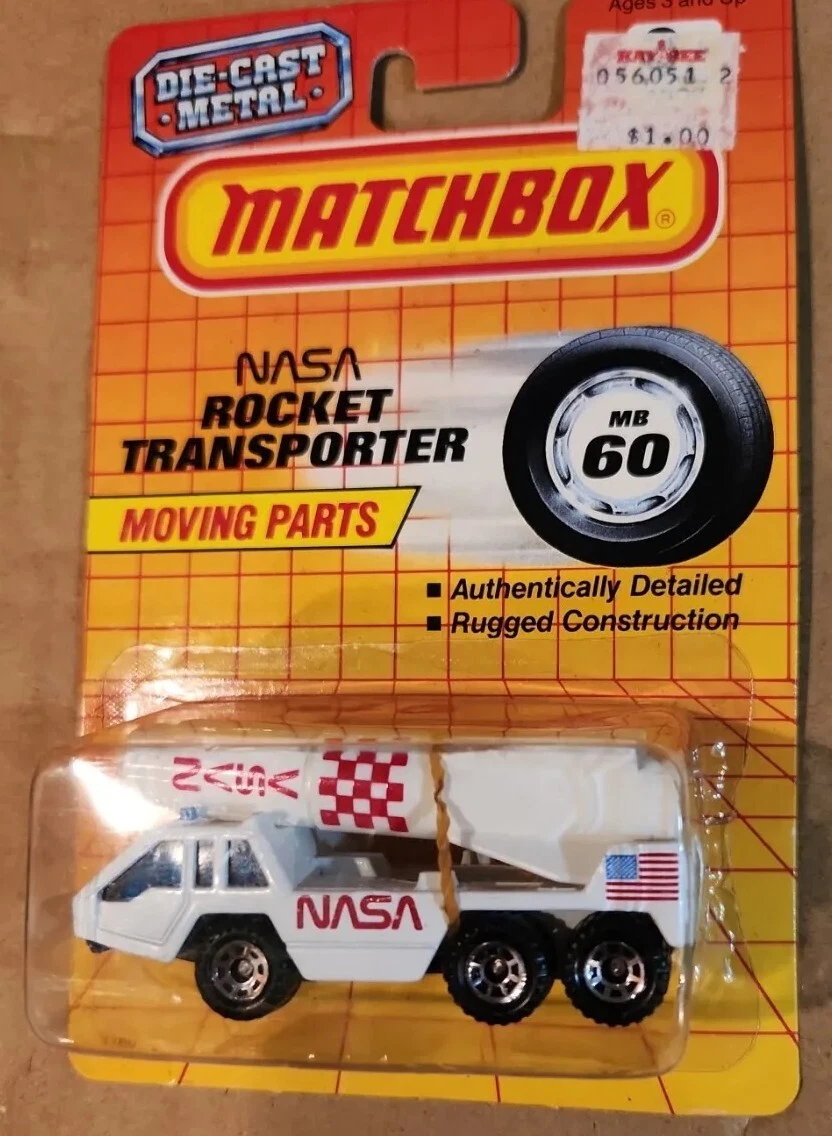 Ages 3 and Up
DIE-CAST
METAL
KAY-BEE
056051 2
$1.00
MATCHBOX®
NASA
ROCKET
TRANSPORTER
MB
60
MOVING PARTS
■ Authentically Detailed
■ Rugged Construction
NASA
NASA